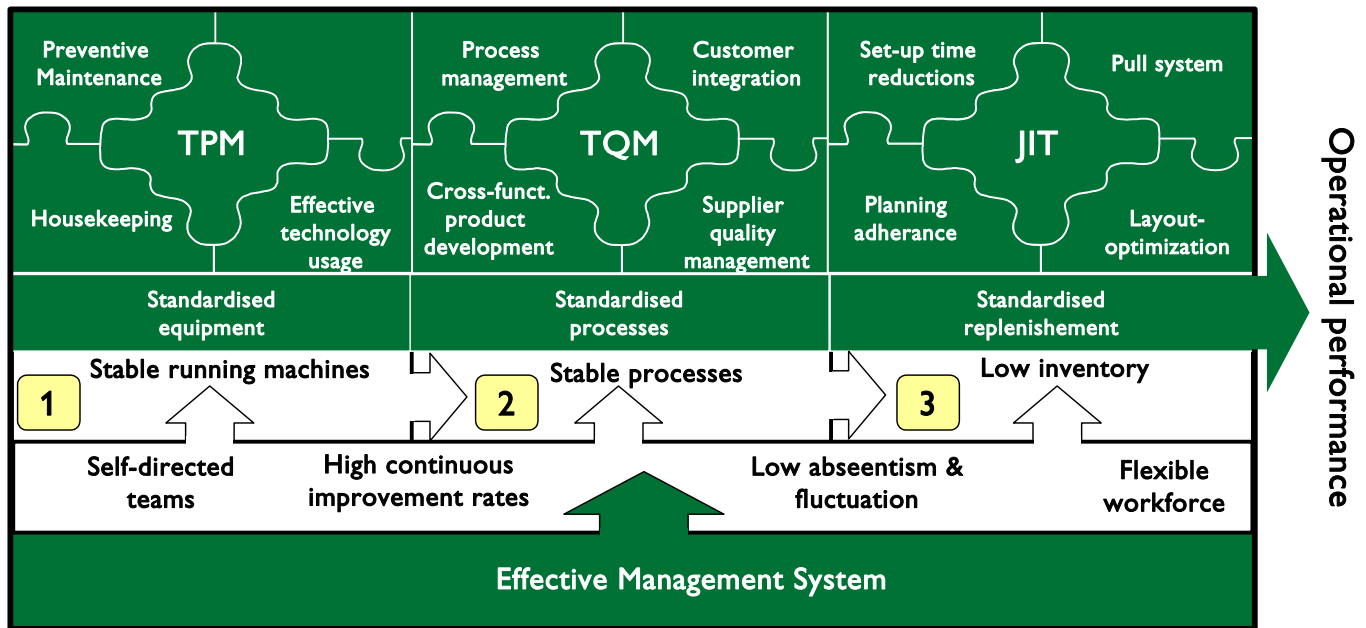 Preventive
Maintenance
TPM
Housekeeping
Effective
technology
usage
Process
management
Customer
integration
TQM
Cross-funct.
product
development
Supplier
quality
management
Set-up time
reductions
Pull system
JIT
Planning
adherance
Layout-
optimization
Standardised
equipment
Standardised
processes
Standardised
replenishement
1
Stable running machines
2
Stable processes
3
Low inventory
Self-directed
teams
High continuous
improvement rates
Low abseentism &
fluctuation
Flexible
workforce
Effective Management System
Operational performance